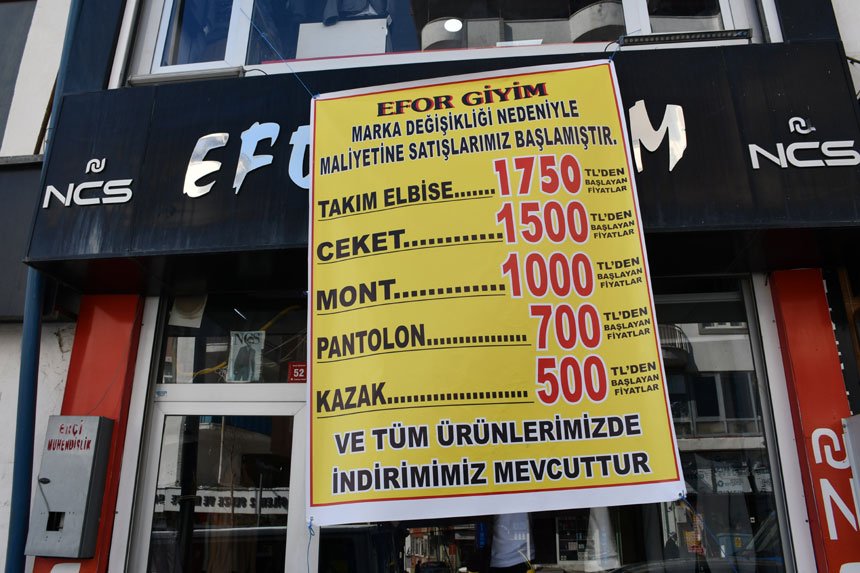 EFOR GİYİM
MARKA DEĞİŞİKLİĞİ NEDENİYLE
MALİYETİNE SATIŞLARIMIZ BAŞLAMIŞTIR.
TAKIM ELBİSE.......1750 TL'DEN BAŞLAYAN FİYATLAR
CEKET...............1500 TL'DEN BAŞLAYAN FİYATLAR
MONT................1000 TL'DEN BAŞLAYAN FİYATLAR
PANTOLON...............700 TL'DEN BAŞLAYAN FİYATLAR
KAZAK.....................500 TL'DEN BAŞLAYAN FİYATLAR
VE TÜM ÜRÜNLERİMİZDE
İNDİRİMİMİZ MEVCUTTUR
NCS
EFO
M
NCS
NCS
52
ERÇİ
MÜHENDİSLİK
N